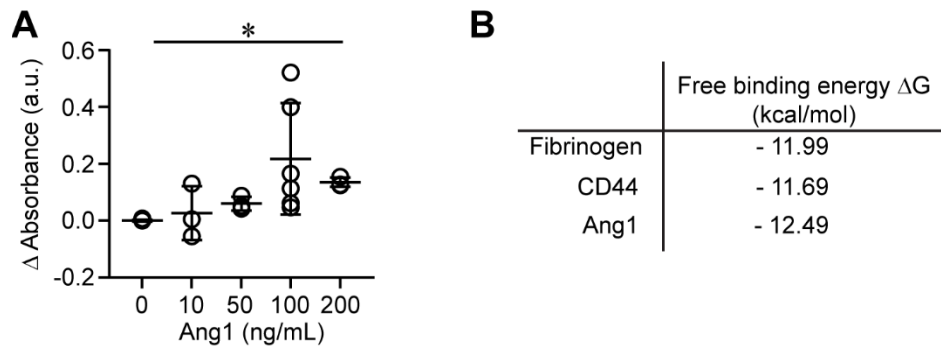 A
*
Δ Absorbance (a.u.)
0.6
0.4
0.2
0.0
-0.2
0 10 50 100 200
Ang1 (ng/mL)
B
Free binding energy ΔG
(kcal/mol)
Fibrinogen - 11.99
CD44 - 11.69
Ang1 - 12.49